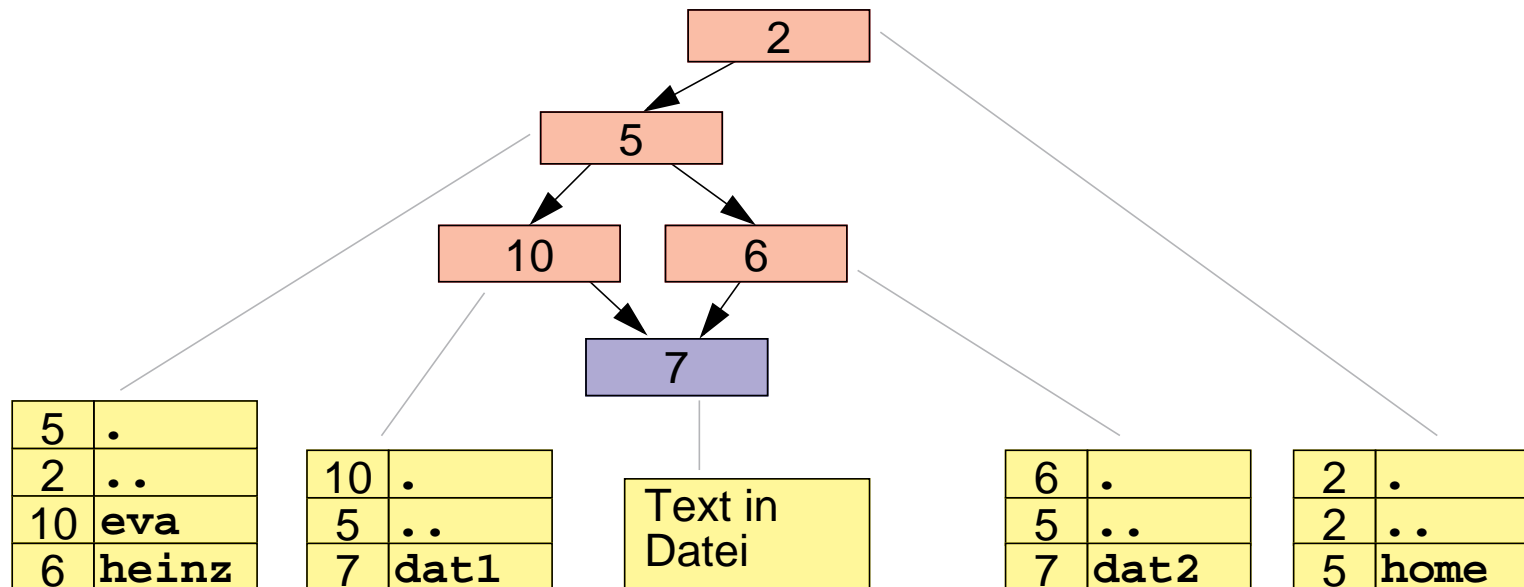 2
5
10
6
7
5 .
2 ..
10 eva
6 heinz
10 .
5 ..
7 dat1
Text in
Datei
6 .
5 ..
7 dat2
2 .
2 ..
5 home